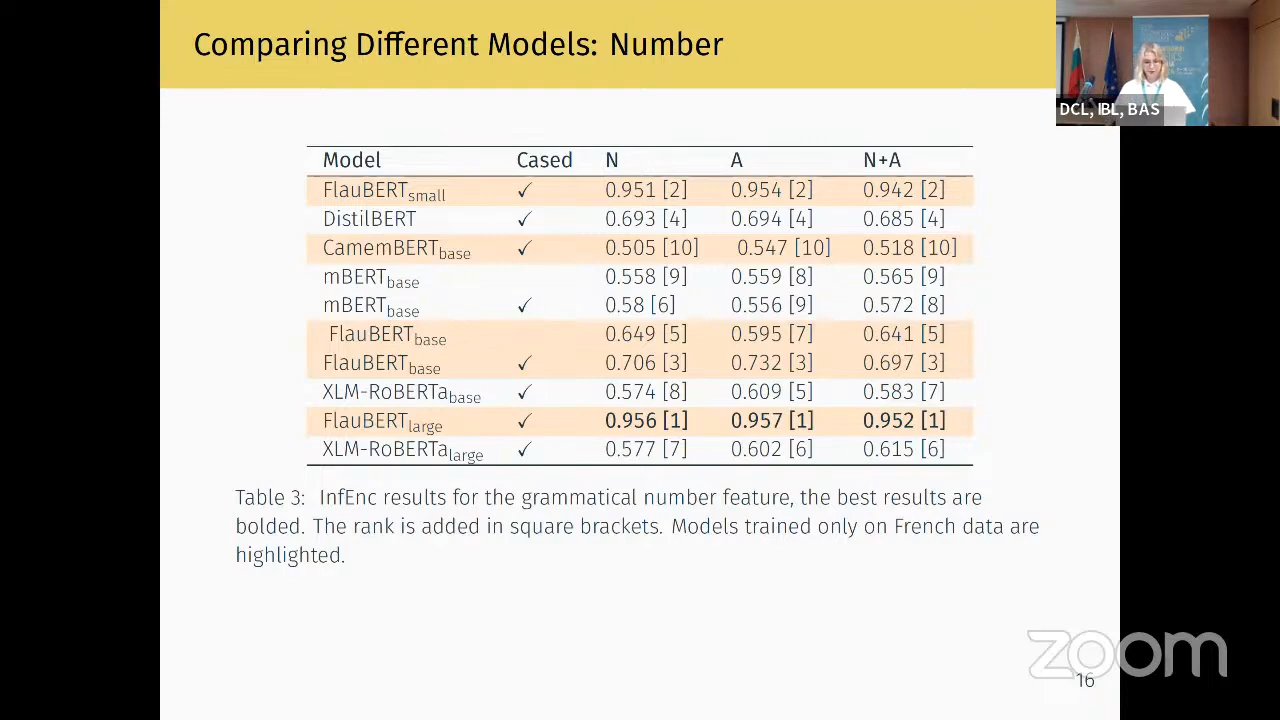 Comparing Different Models: Number
DCL, IBL, BAS
Model Cased N A N+A
FlauBERTsmall ✓ 0.951 [2] 0.954 [2] 0.942 [2]
DistilBERT ✓ 0.693 [4] 0.694 [4] 0.685 [4]
CamemBERTbase ✓ 0.505 [10] 0.547 [10] 0.518 [10]
mBERTbase 0.558 [9] 0.559 [8] 0.565 [9]
mBERTbase ✓ 0.58 [6] 0.556 [9] 0.572 [8]
FlauBERTbase 0.649 [5] 0.595 [7] 0.641 [5]
FlauBERTbase ✓ 0.706 [3] 0.732 [3] 0.697 [3]
XLM-RoBERTabase ✓ 0.574 [8] 0.609 [5] 0.583 [7]
FlauBERTlarge ✓ 0.956 [1] 0.957 [1] 0.952 [1]
XLM-RoBERTalarge ✓ 0.577 [7] 0.602 [6] 0.615 [6]
Table 3: InfEnc results for the grammatical number feature, the best results are
bolded. The rank is added in square brackets. Models trained only on French data are
highlighted.
zoom
16